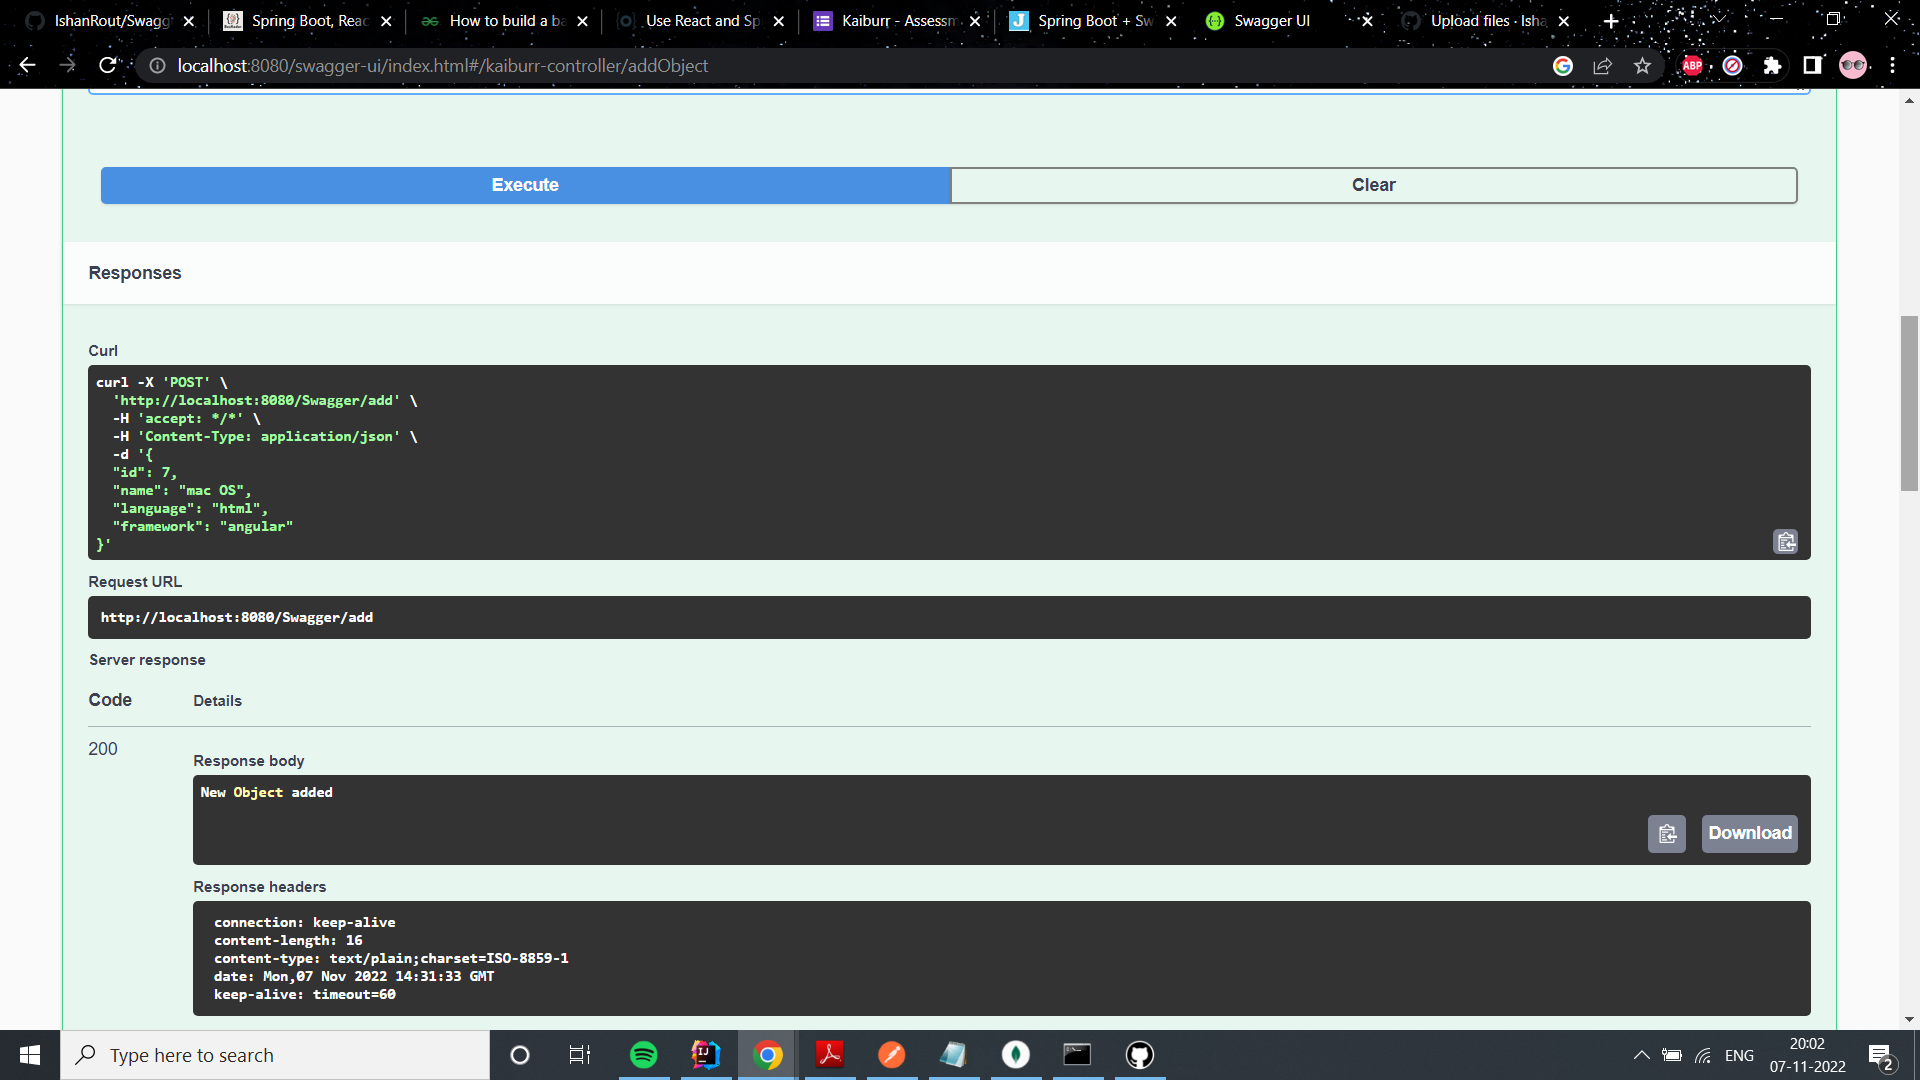 IshanRout/Swagg
Spring Boot, Reac
How to build a ba
Use React and Sp
Kaiburr - Assessm
Spring Boot + Sw
Swagger UI
Upload files · Isha
localhost:8080/swagger-ui/index.html#/kaiburr-controller/addObject
ABP
Execute
Clear
Responses
Curl
curl -X 'POST' \
'http://localhost:8080/Swagger/add' \
-H 'accept: */*' \
-H 'Content-Type: application/json' \
-d '{
"id": 7,
"name": "mac OS",
"language": "html",
"framework": "angular"
}'
Request URL
http://localhost:8080/Swagger/add
Server response
Code
Details
200
Response body
New Object added
Download
Response headers
connection: keep-alive
content-length: 16
content-type: text/plain;charset=ISO-8859-1
date: Mon,07 Nov 2022 14:31:33 GMT
keep-alive: timeout=60
Type here to search
ENG
20:02
07-11-2022
2